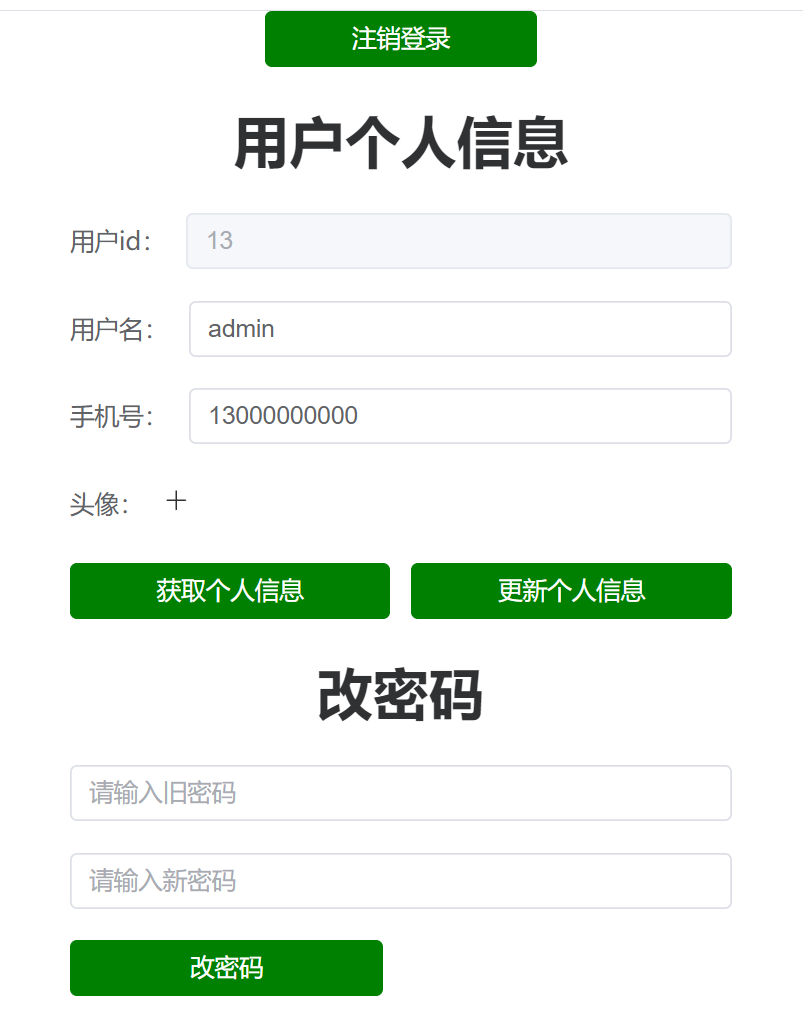 注销登录
用户个人信息
用户id： 13
用户名： admin
手机号： 13000000000
头像：
获取个人信息 更新个人信息
改密码
请输入旧密码
请输入新密码
改密码